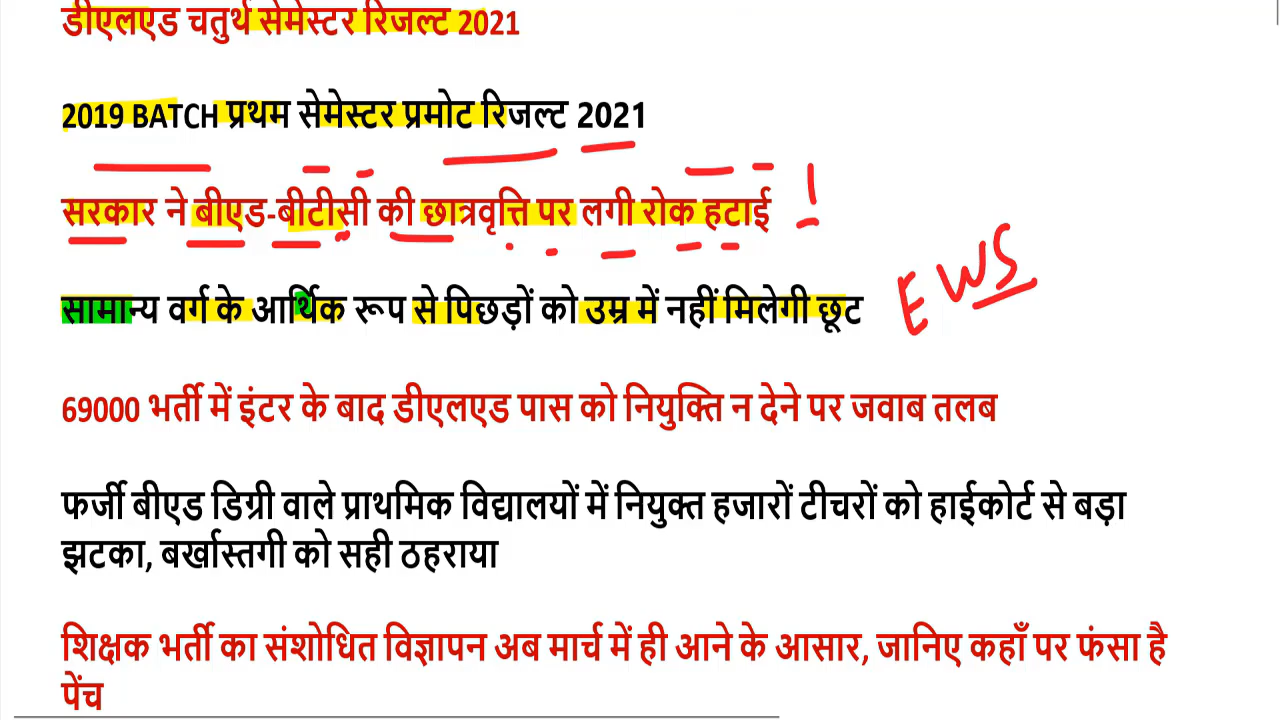 डीएलएड चतुर्थ सेमेस्टर रिजल्ट 2021
2019 BATCH प्रथम सेमेस्टर प्रमोट रिजल्ट 2021
सरकार ने बीएड-बीटीसी की छात्रवृत्ति पर लगी रोक हटाई !
सामान्य वर्ग के आर्थिक रूप से पिछड़ों को उम्र में नहीं मिलेगी छूट EWS
69000 भर्ती में इंटर के बाद डीएलएड पास को नियुक्ति न देने पर जवाब तलब
फर्जी बीएड डिग्री वाले प्राथमिक विद्यालयों में नियुक्त हजारों टीचरों को हाईकोर्ट से बड़ा
झटका, बर्खास्तगी को सही ठहराया
शिक्षक भर्ती का संशोधित विज्ञापन अब मार्च में ही आने के आसार, जानिए कहाँ पर फंसा है
पेंच